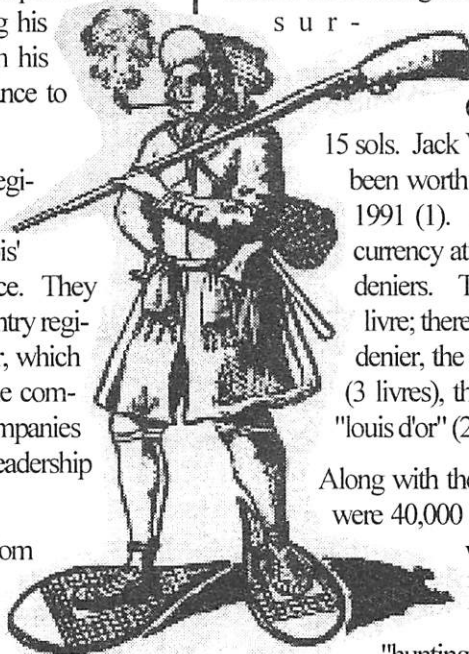 g his
n his
ance to
egi-
ois'
ce. They
ntry regi-
r, which
e com-
mpanies
eadership
om
s u r -
15 sols. Jack
been worth
1991 (1).
currency at
deniers. T
livre; there
denier, the
(3 livres), th
"louis d'or" (2
Along with the
were 40,000
"hunting